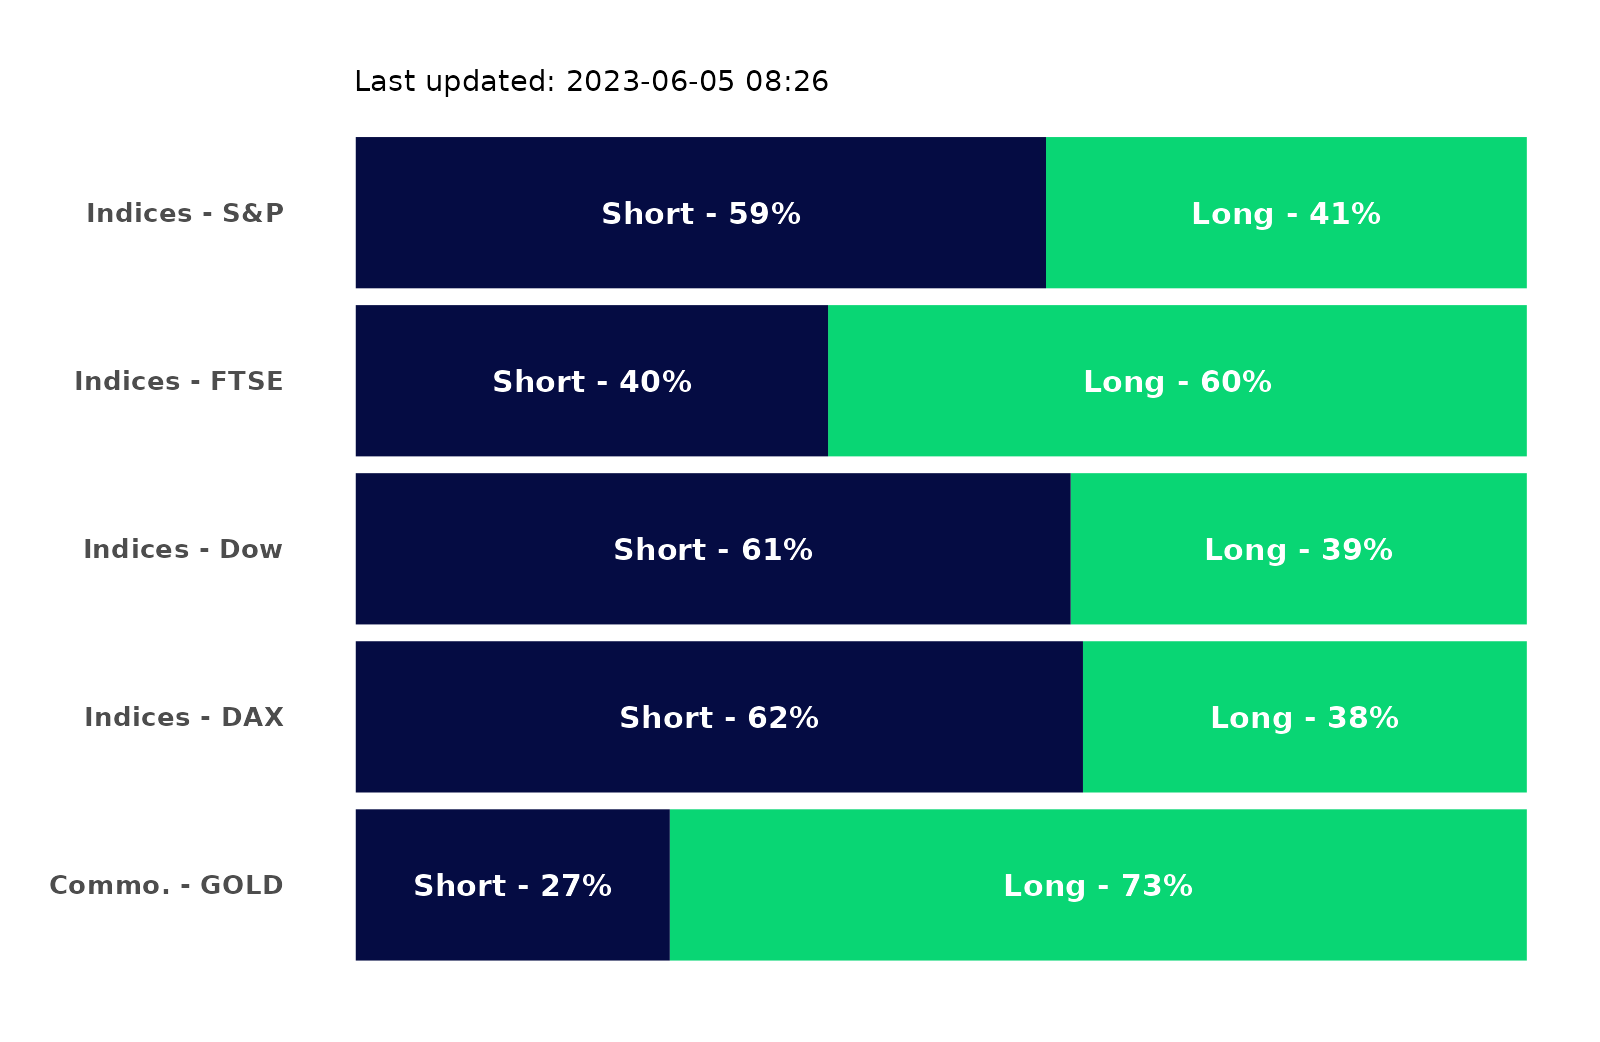 Last updated: 2023-06-05 08:26
Indices - S&P Short - 59% Long - 41%
Indices - FTSE Short - 40% Long - 60%
Indices - Dow Short - 61% Long - 39%
Indices - DAX Short - 62% Long - 38%
Commo. - GOLD Short - 27% Long - 73%